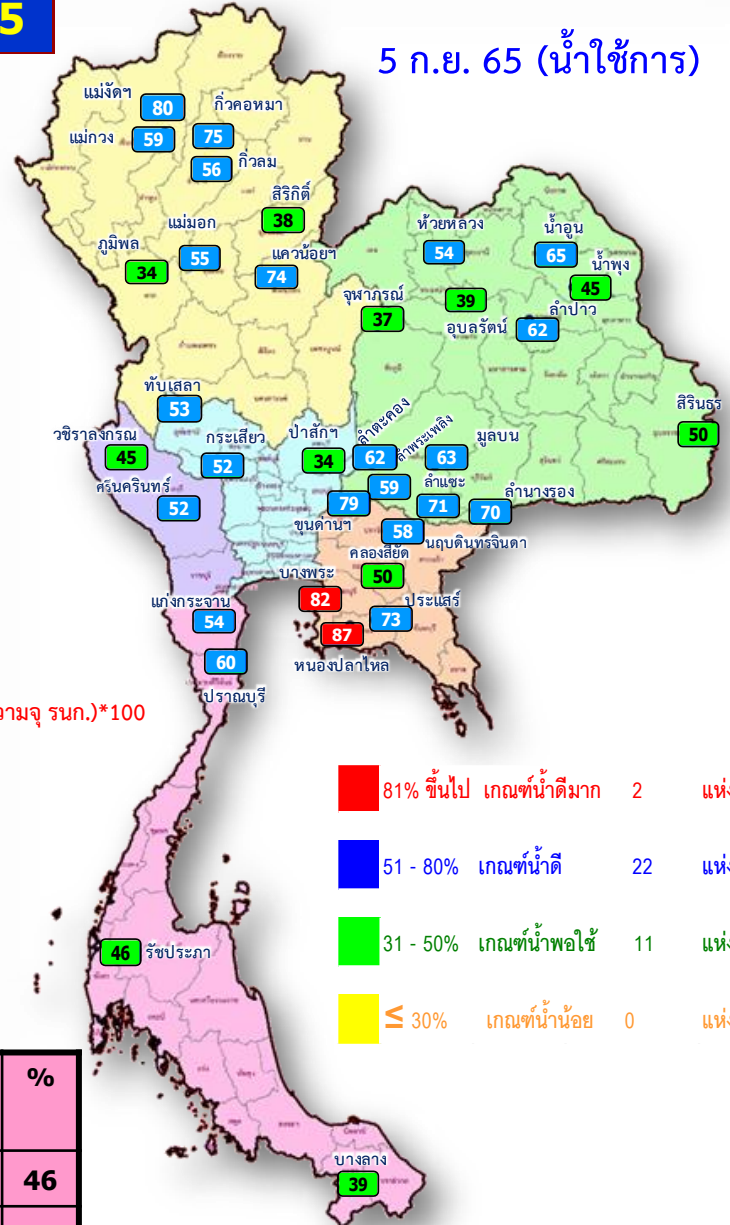 5
5 ก.ย. 65 (น้ำใช้การ)
แม่งัดฯ
80
กิ่วคอหมา
แม่กวง
59
75
56
กิ่วลม
สิริกิติ์
38
ภูมิพล
34
แม่มอก
55
แควน้อยฯ
74
ห้วยหลวง
54
น้ำอูน
65
น้ำพุง
45
จุฬาภรณ์
37
39
อุบลรัตน์
ลำปาว
62
ทับเสลา
53
สิรินธร
50
วชิราลงกรณ
45
กระเสียว
52
ป่าสักฯ
34
ลำตะคอง
62
ลำพระเพลิง
59
63
มูลบน
ศรีนครินทร์
52
79
ขุนด่านฯ
ลำแซะ
71
ลำนางรอง
70
58
นฤบดินทรจินดา
คลองสียัด
50
บางพระ
82
ประแสร์
73
87
หนองปลาไหล
แก่งกระจาน
54
60
ปราณบุรี
วามจุ รนก.)*100
81% ขึ้นไป เกณฑ์น้ำดีมาก 2 แห่ง
51 - 80% เกณฑ์น้ำดี 22 แห่ง
31 - 50% เกณฑ์น้ำพอใช้ 11 แห่ง
≤ 30% เกณฑ์น้ำน้อย 0 แห่ง
46 รัชประภา
%
46
บางลาง
39